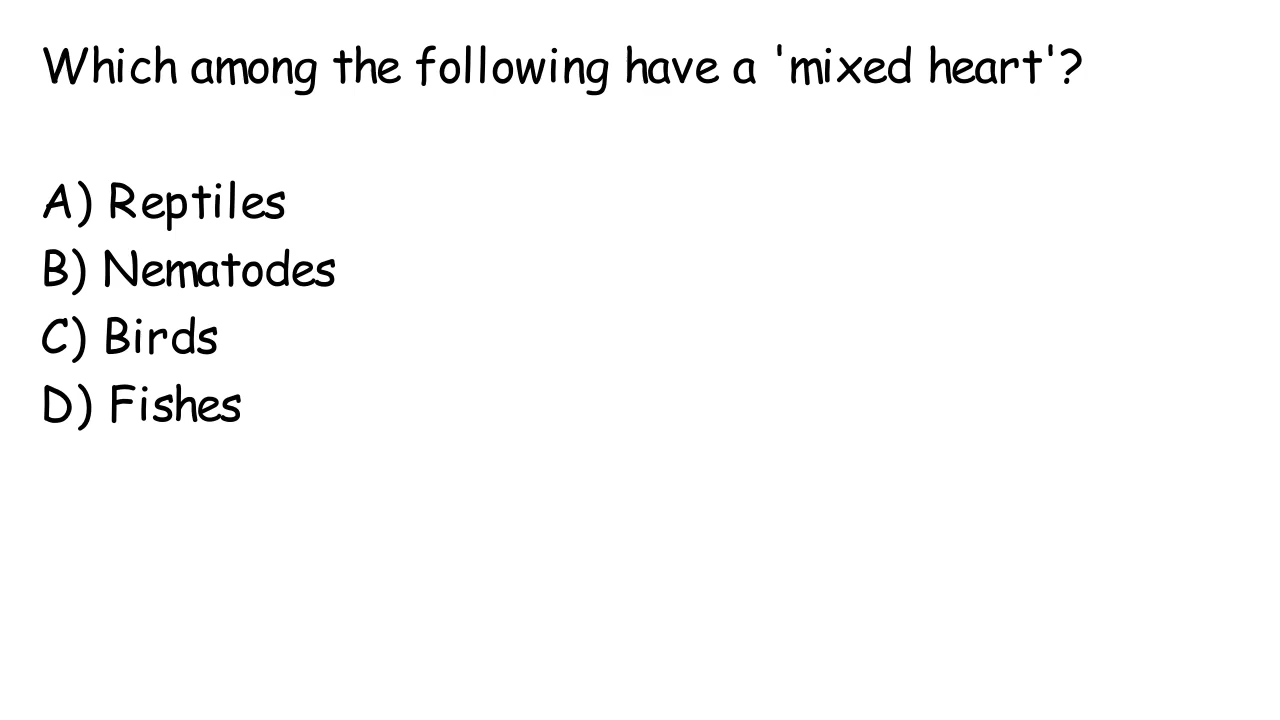 Which among the following have a 'mixed heart'?
A) Reptiles
B) Nematodes
C) Birds
D) Fishes